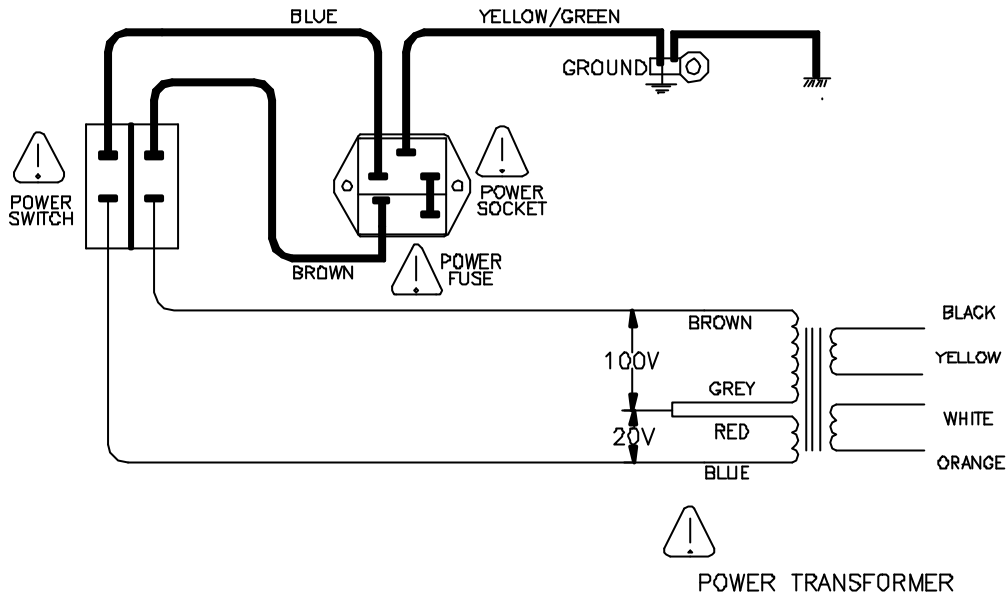 BLUE
YELLOW/GREEN
GROUND
POWER
SWITCH
POWER
SOCKET
BROWN
POWER
FUSE
BROWN
100V
GREY
20V
RED
BLUE
BLACK
YELLOW
WHITE
ORANGE
POWER TRANSFORMER